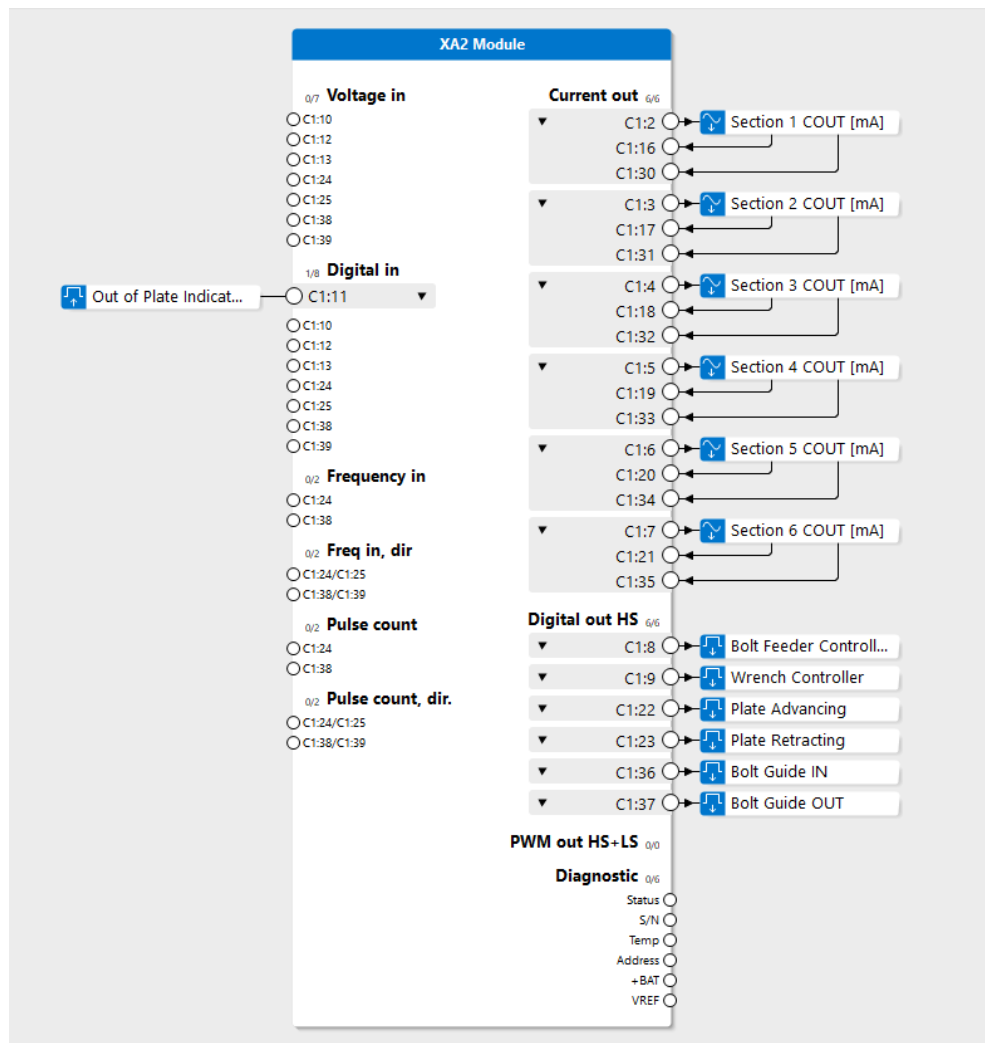 XA2 Module
0/7 Voltage in
C1:10
C1:12
C1:13
C1:24
C1:25
C1:38
C1:39
1/8 Digital in
Out of Plate Indicat...
C1:11
C1:10
C1:12
C1:13
C1:24
C1:25
C1:38
C1:39
0/2 Frequency in
C1:24
C1:38
0/2 Freq in, dir
C1:24/C1:25
C1:38/C1:39
0/2 Pulse count
C1:24
C1:38
0/2 Pulse count, dir.
C1:24/C1:25
C1:38/C1:39
Current out 6/6
C1:2 Section 1 COUT [mA]
C1:16
C1:30
C1:3 Section 2 COUT [mA]
C1:17
C1:31
C1:4 Section 3 COUT [mA]
C1:18
C1:32
C1:5 Section 4 COUT [mA]
C1:19
C1:33
C1:6 Section 5 COUT [mA]
C1:20
C1:34
C1:7 Section 6 COUT [mA]
C1:21
C1:35
Digital out HS 6/6
C1:8 Bolt Feeder Controll...
C1:9 Wrench Controller
C1:22 Plate Advancing
C1:23 Plate Retracting
C1:36 Bolt Guide IN
C1:37 Bolt Guide OUT
PWM out HS+LS 0/0
Diagnostic 0/6
Status
S/N
Temp
Address
+BAT
VREF